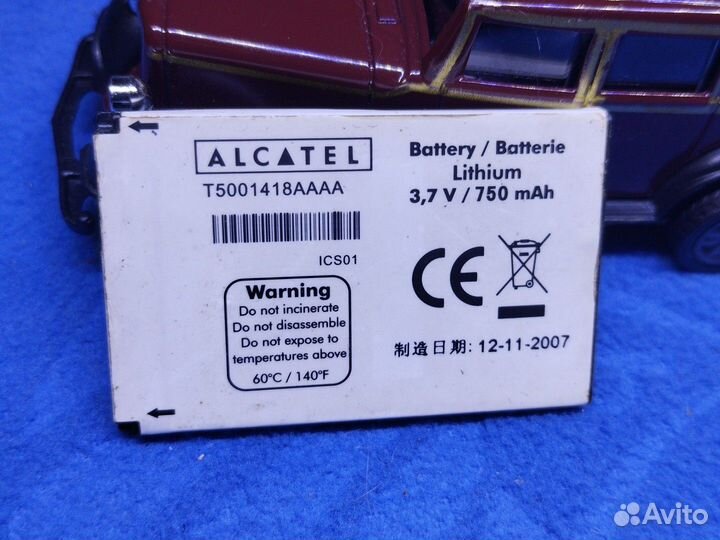 ALCATEL
T5001418AAAA
ICS01
Battery / Batterie
Lithium
3,7 V / 750 mAh
CE
Warning
Do not incinerate
Do not disassemble
Do not expose to
temperatures above
60°C / 140°F
制造日期: 12-11-2007
Avito